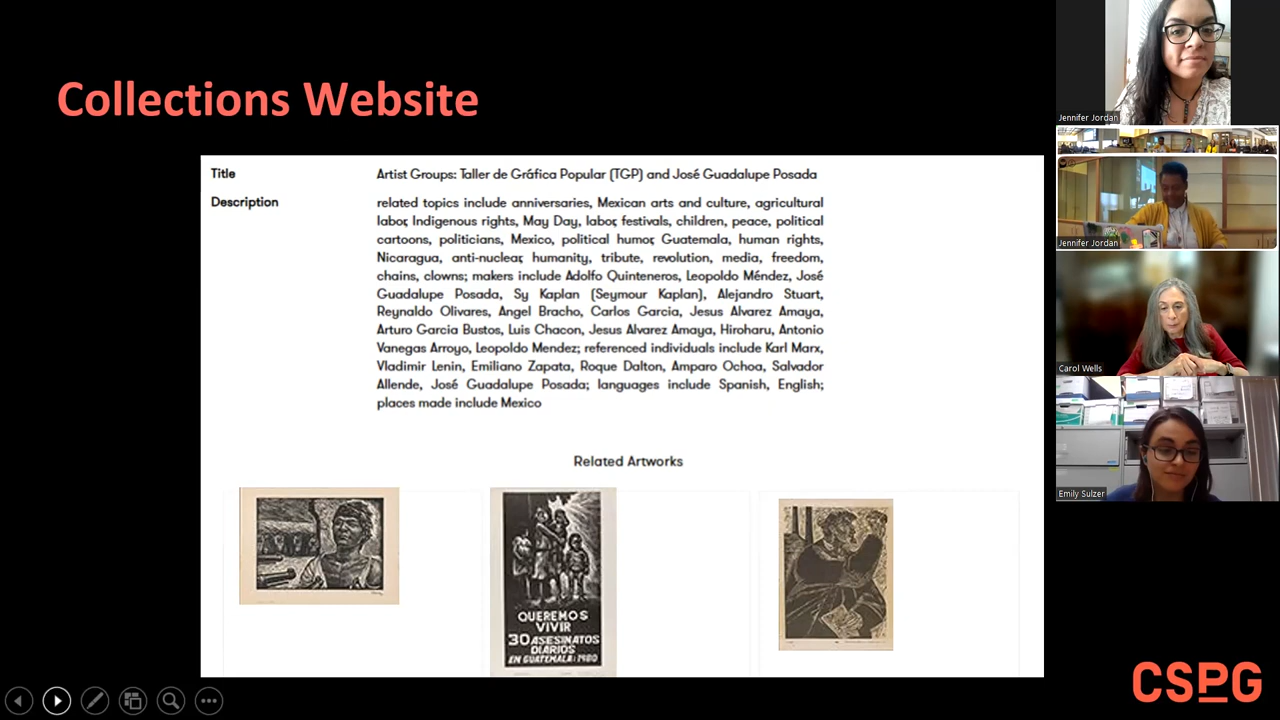 Collections Website
Title
Artist Groups: Taller de Gráfica Popular (TGP) and José Guadalupe Posada
Description
related topics include anniversaries, Mexican arts and culture, agricultural
labor, Indigenous rights, May Day, labor, festivals, children, peace, political
cartoons, politicians, Mexico, political humor, Guatemala, human rights,
Nicaragua, anti-nuclear, humanity, tribute, revolution, media, freedom,
chains, clowns; makers include Adolfo Quinteneros, Leopoldo Méndez, José
Guadalupe Posada, Sy Kaplan (Seymour Kaplan), Alejandro Stuart,
Reynaldo Olivares, Angel Bracho, Carlos Garcia, Jesus Alvarez Amaya,
Arturo Garcia Bustos, Luis Chacon, Jesus Alvarez Amaya, Hiroharu, Antonio
Vanegas Arroyo, Leopoldo Mendez; referenced individuals include Karl Marx,
Vladimir Lenin, Emiliano Zapata, Roque Dalton, Amparo Ochoa, Salvador
Allende, José Guadalupe Posada; languages include Spanish, English;
places made include Mexico
Related Artworks
QUEREMOS
VIVIR
30 ASESINATOS
DIARIOS
EN GUATEMALA: 1980
Jennifer Jordan
Jennifer Jordan
Carol Wells
Emily Sulzer
CSPG